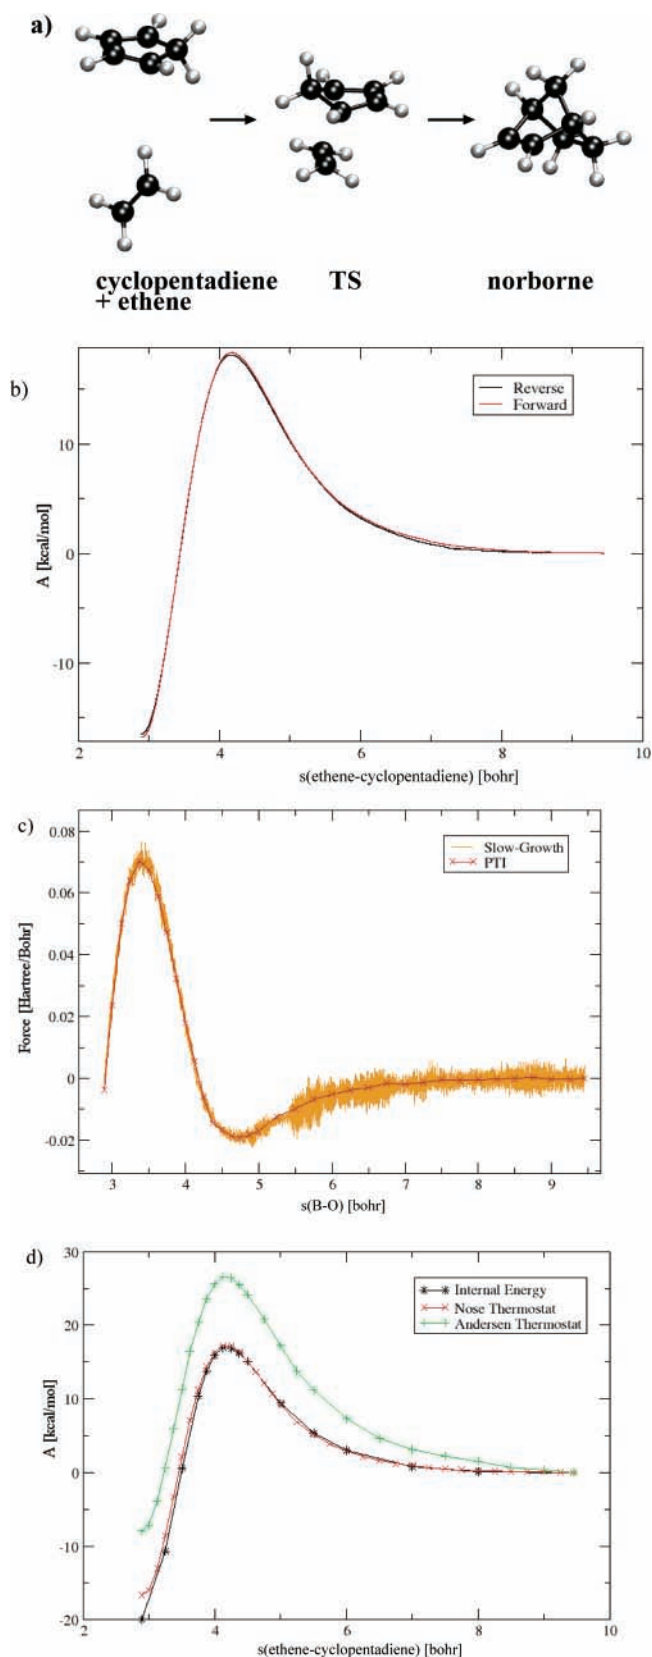 a)
cyclopentadiene
+ ethene
TS
norborne
b)
Reverse
Forward
10
0
-10
A [kcal/mol]
2 4 6 8 10
s(ethene-cyclopentadiene) [bohr]
c)
Slow-Growth
PTI
0.08
0.06
0.04
0.02
0
-0.02
Force [Hartree/Bohr]
3 4 5 6 7 8 9
s(B-O) [bohr]
d)
Internal Energy
Nose Thermostat
Andersen Thermostat
30
20
10
0
-10
-20
A [kcal/mol]
2 4 6 8 10
s(ethene-cyclopentadiene) [bohr]